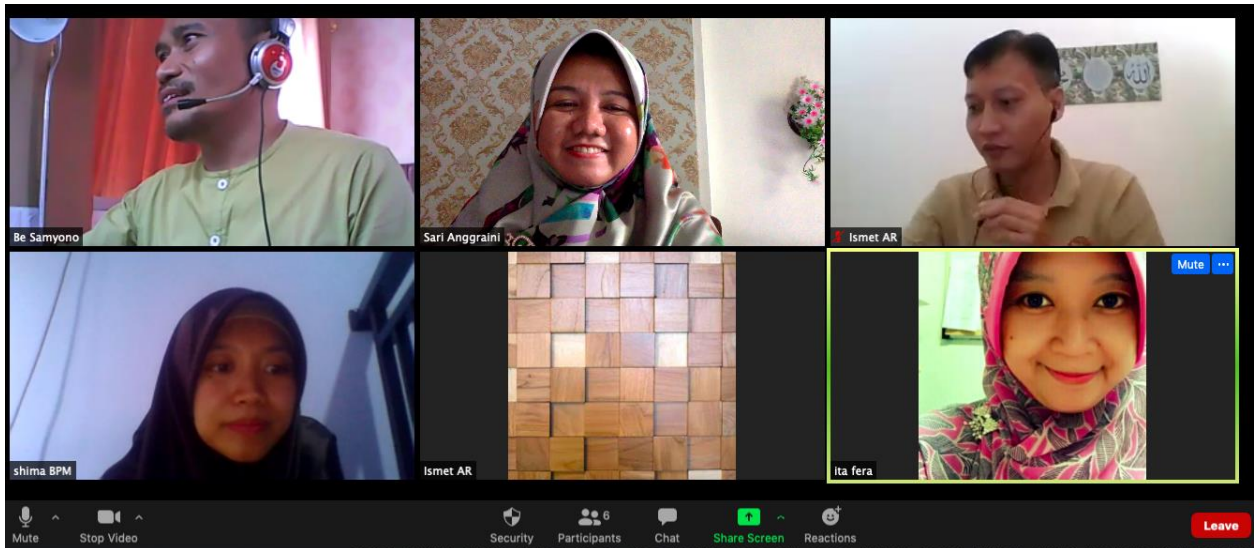 Be Samyono
Sari Anggraini
Ismet AR
shima BPM
Ismet AR
Mute
ita fera
Mute
Stop Video
Security
Participants
6
Chat
Share Screen
Reactions
Leave